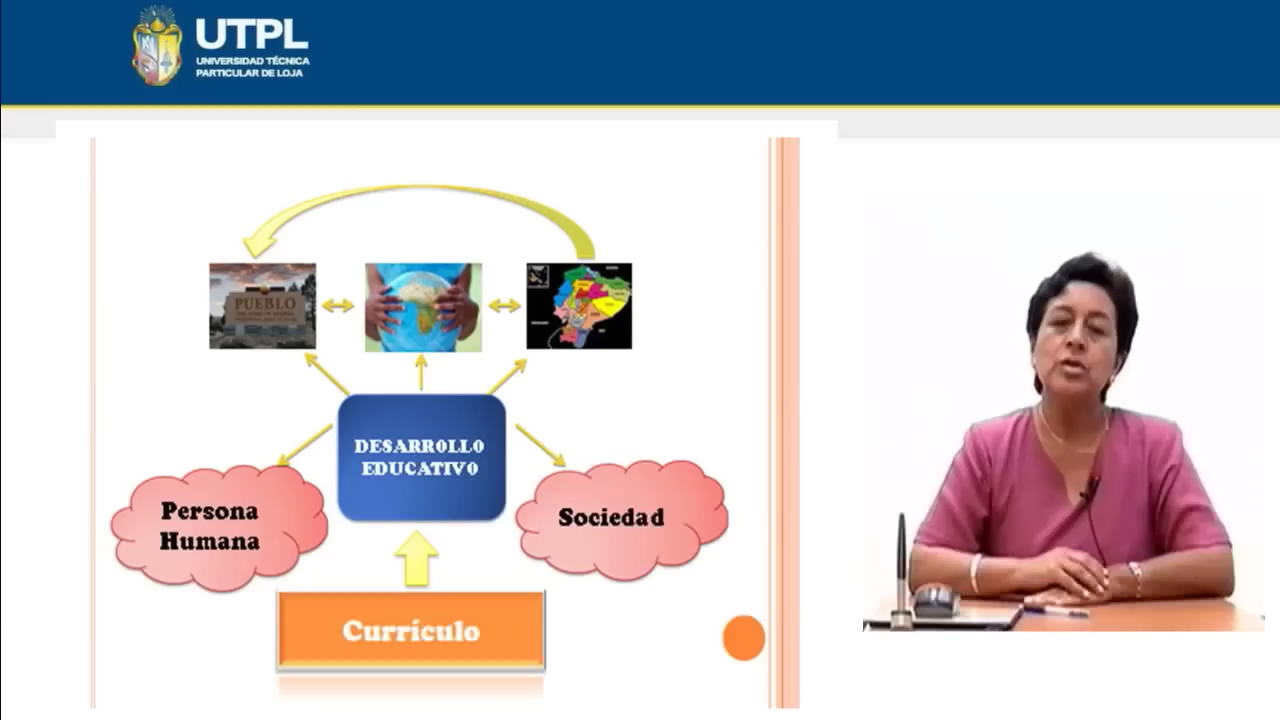 UTPL
UNIVERSIDAD TÉCNICA
PARTICULAR DE LOJA
PUEBLO
DESARROLLO
EDUCATIVO
Persona
Humana
Sociedad
Currículo